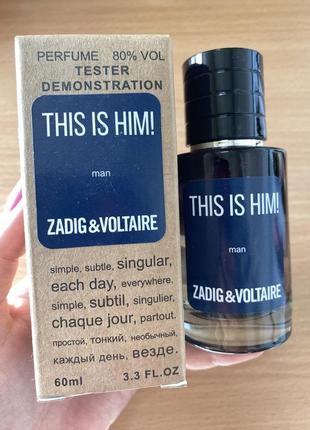 PERFUME 80% VOL
TESTER
DEMONSTRATION
THIS IS HIM!
man
ZADIG&VOLTAIRE
simple, subtle, singular,
each day, everywhere.
simple, subtil, singulier,
chaque jour, partout.
простой, тонкий, необычный,
каждый день, везде.
60ml 3.3 FL.OZ
THIS IS HIM!
man
ZADIG&VOLTAIRE